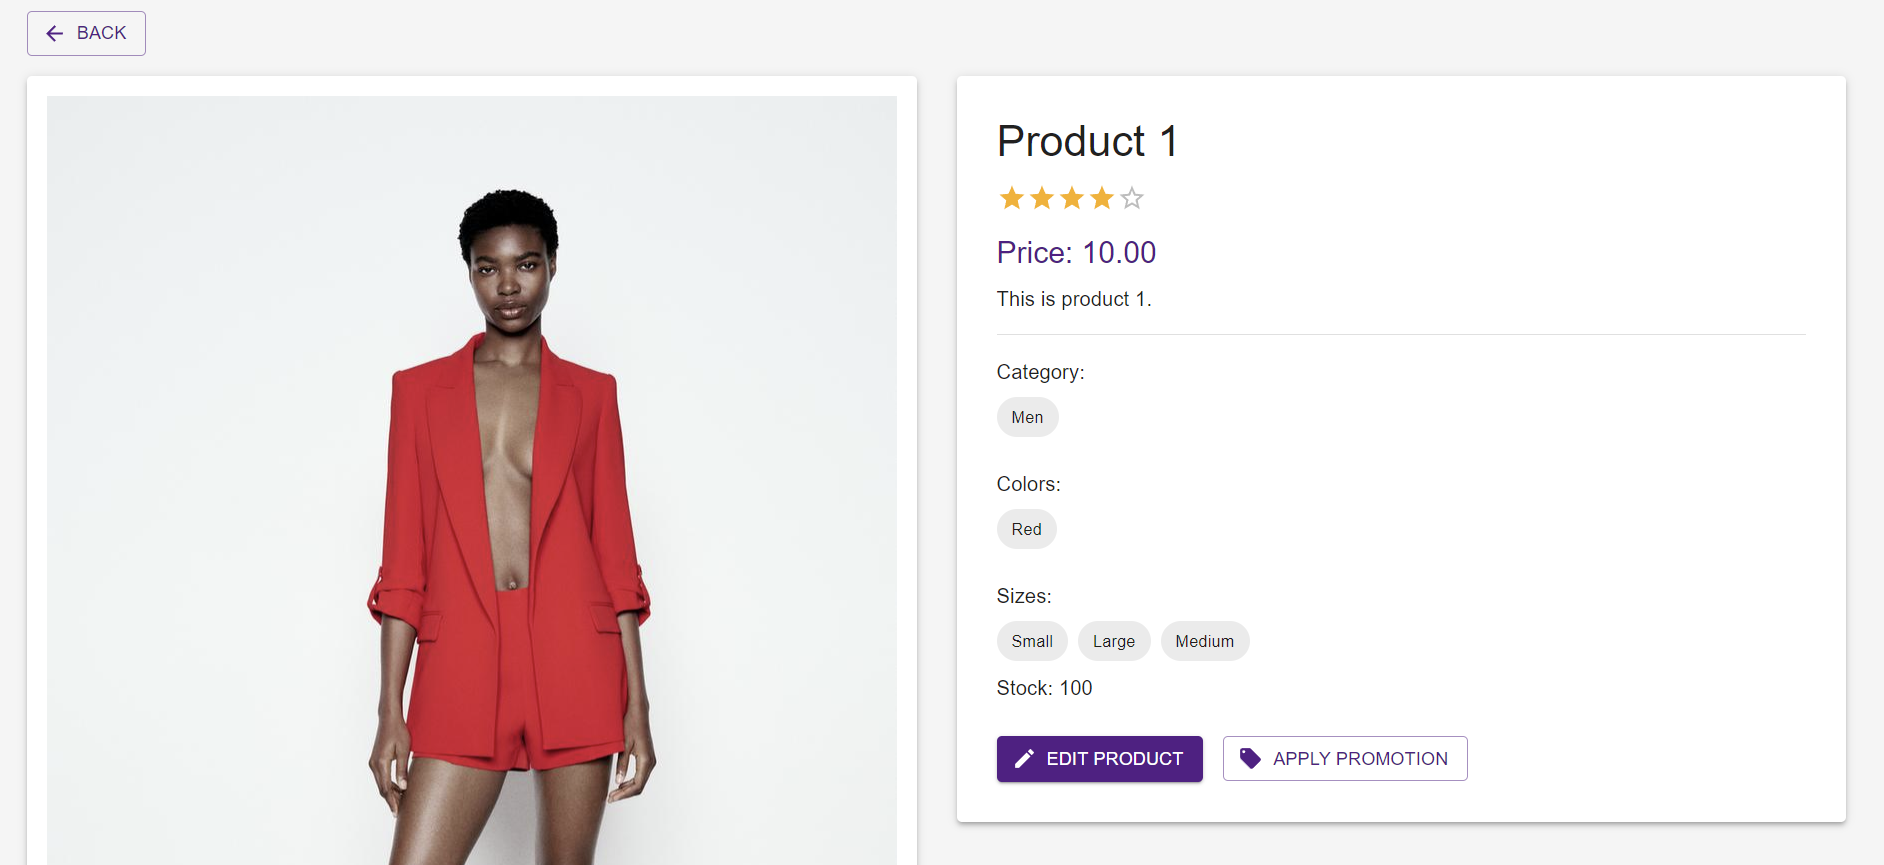 BACK
Product 1
Price: 10.00
This is product 1.
Category:
Men
Colors:
Red
Sizes:
Small Large Medium
Stock: 100
EDIT PRODUCT APPLY PROMOTION